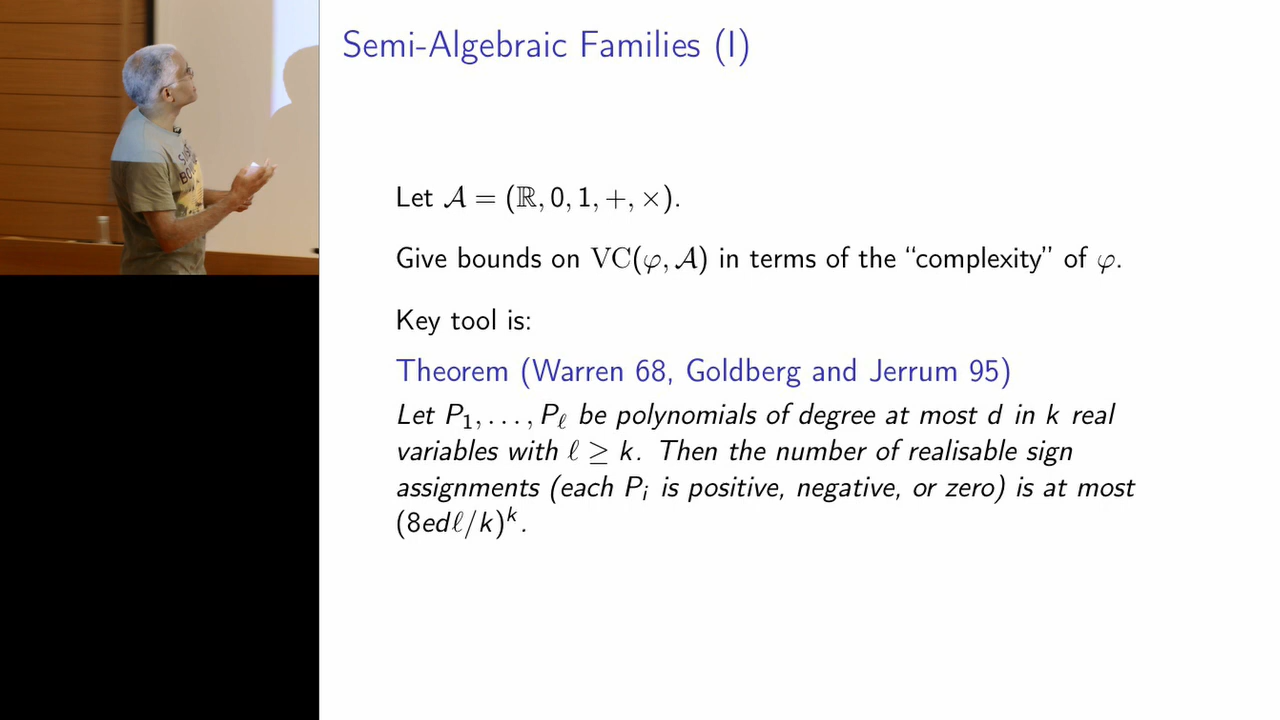 Semi-Algebraic Families (I)
Let 𝒜 = (ℝ, 0, 1, +, ×).
Give bounds on VC(φ, 𝒜) in terms of the “complexity” of φ.
Key tool is:
Theorem (Warren 68, Goldberg and Jerrum 95)
Let P₁, . . . , Pℓ be polynomials of degree at most d in k real
variables with ℓ ≥ k. Then the number of realisable sign
assignments (each Pᵢ is positive, negative, or zero) is at most
(8edℓ/k)ᵏ.